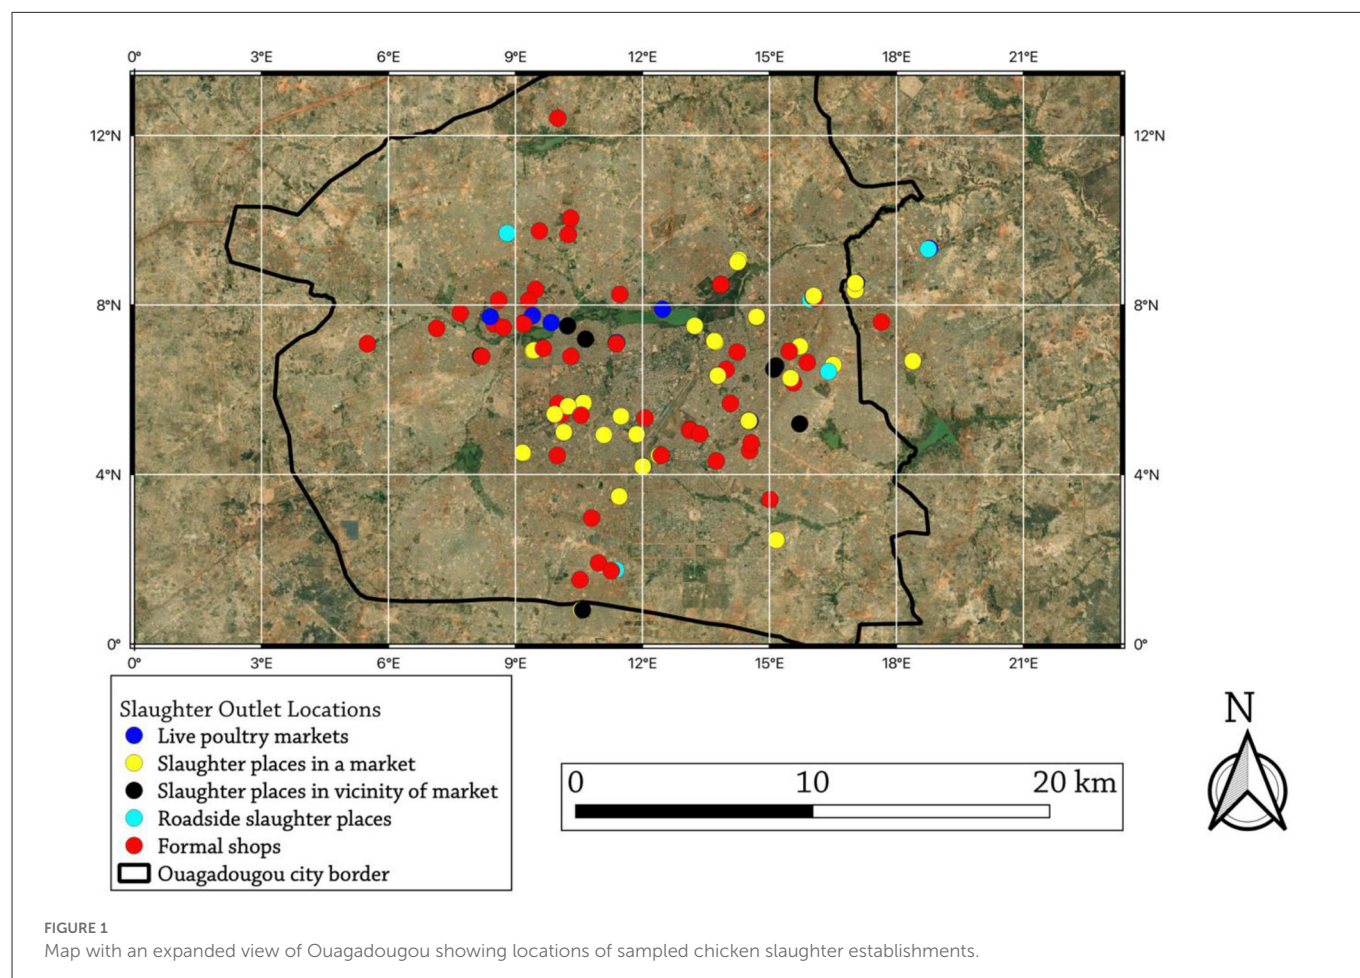 0° 3°E 6°E 9°E 12°E 15°E 18°E 21°E
12°N 12°N
8°N 8°N
4°N 4°N
0° 0°
0° 3°E 6°E 9°E 12°E 15°E 18°E 21°E
Slaughter Outlet Locations
Live poultry markets
Slaughter places in a market
Slaughter places in vicinity of market
Roadside slaughter places
Formal shops
Ouagadougou city border
0 10 20 km
N
FIGURE 1
Map with an expanded view of Ouagadougou showing locations of sampled chicken slaughter establishments.